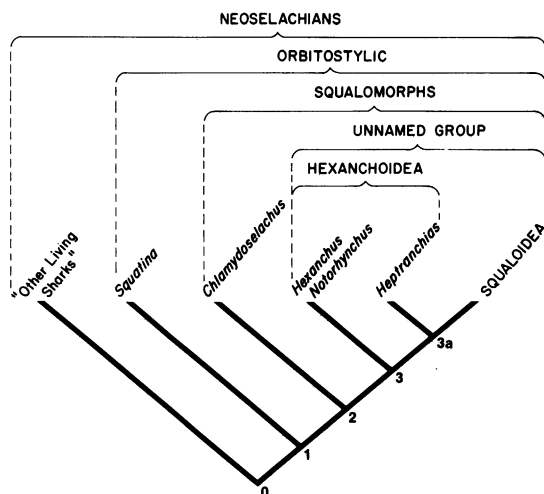 NEOSELACHIANS
ORBITOSTYLIC
SQUALOMORPHS
UNNAMED GROUP
HEXANCHOIDEA
"Other Living
Sharks"
Squatina
Chlamydoselachus
Hexanchus
Notorhynchus
Heptranchias
SQUALOIDEA
3a
3
2
1
0